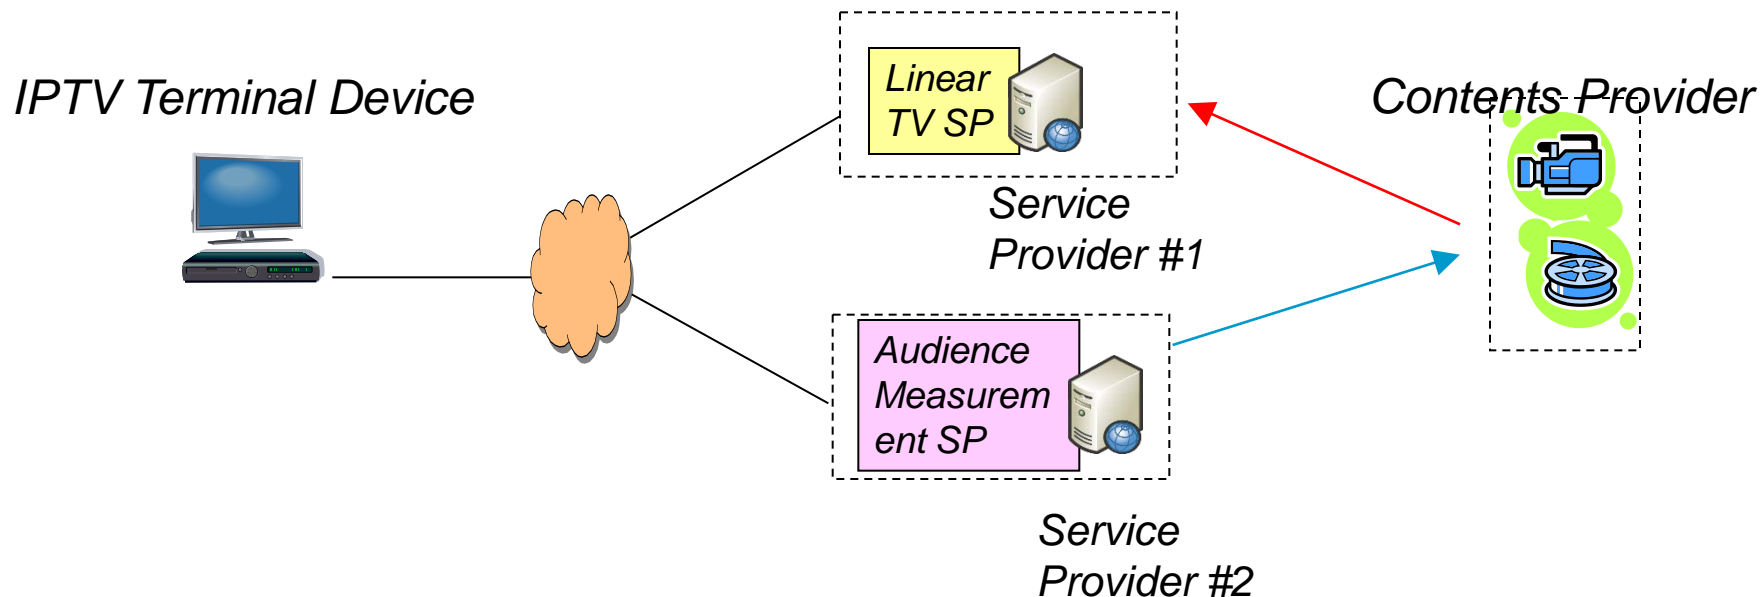 IPTV Terminal Device
Linear
TV SP
Contents Provider
Service
Provider #1
Audience
Measurem
ent SP
Service
Provider #2